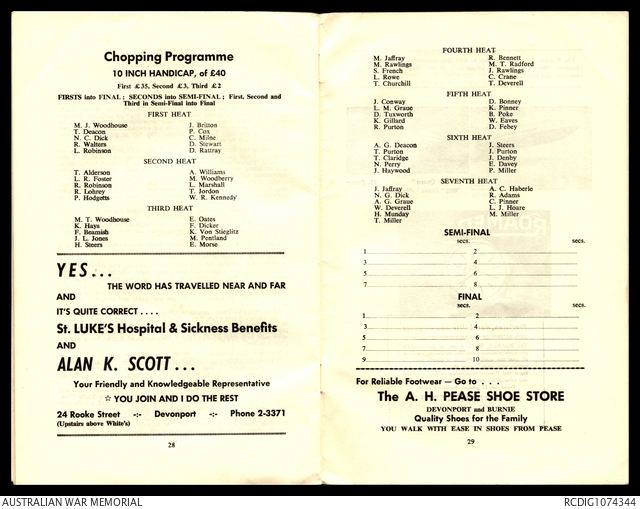 Chopping Programme
10 INCH HANDICAP, of £40
First £35, Second £3, Third £2
FIRSTS into FINAL; SECONDS into SEMI-FINAL; First, Second and
Third in Semi-Final into Final
FIRST HEAT
M. J. Woodhouse J. Britton
T. Deacon P. Cox
N. C. Dick C. Milne
R. Walters D. Stewart
L. Robinson D. Rattray
SECOND HEAT
T. Alderson A. Williams
L. R. Foster M. Woodberry
R. Robinson L. Marshall
R. Lohrey T. Jordon
P. Hodgetts W. R. Kennedy
THIRD HEAT
M. T. Woodhouse E. Oates
K. Hays F. Dicker
F. Beamish K. Von Stieglitz
J. L. Jones M. Pentland
H. Steers E. Morse
YES...
THE WORD HAS TRAVELLED NEAR AND FAR
AND
IT'S QUITE CORRECT ....
St. LUKE'S Hospital & Sickness Benefits
AND
ALAN K. SCOTT...
Your Friendly and Knowledgeable Representative
☆ YOU JOIN AND I DO THE REST
24 Rooke Street -:- Devonport -:- Phone 2-3371
(Upstairs above White's)
28
FOURTH HEAT
M. Jaffray R. Bennett
M. Rawlings M. T. Radford
S. French J. Rawlings
L. Rowe C. Crane
T. Churchill T. Deverell
FIFTH HEAT
J. Conway D. Bonney
L. M. Graue K. Pinner
D. Tuxworth B. Poke
K. Gillard W. Eaves
R. Purton D. Febey
SIXTH HEAT
A. G. Deacon J. Steers
T. Purton J. Purton
T. Claridge J. Denby
N. Perry E. Davey
J. Haywood P. Miller
SEVENTH HEAT
J. Jaffray A. C. Haberle
N. G. Dick R. Adams
A. G. Graue C. Pinner
W. Deverell L. J. Hoare
H. Munday M. Miller
T. Miller
SEMI-FINAL
secs. secs.
1 2
3 4
5 6
7 8
FINAL
secs. secs.
1 2
3 4
5 6
7 8
9 10
For Reliable Footwear — Go to . . .
The A. H. PEASE SHOE STORE
DEVONPORT and BURNIE
Quality Shoes for the Family
YOU WALK WITH EASE IN SHOES FROM PEASE
29
AUSTRALIAN WAR MEMORIAL RCDIG1074344